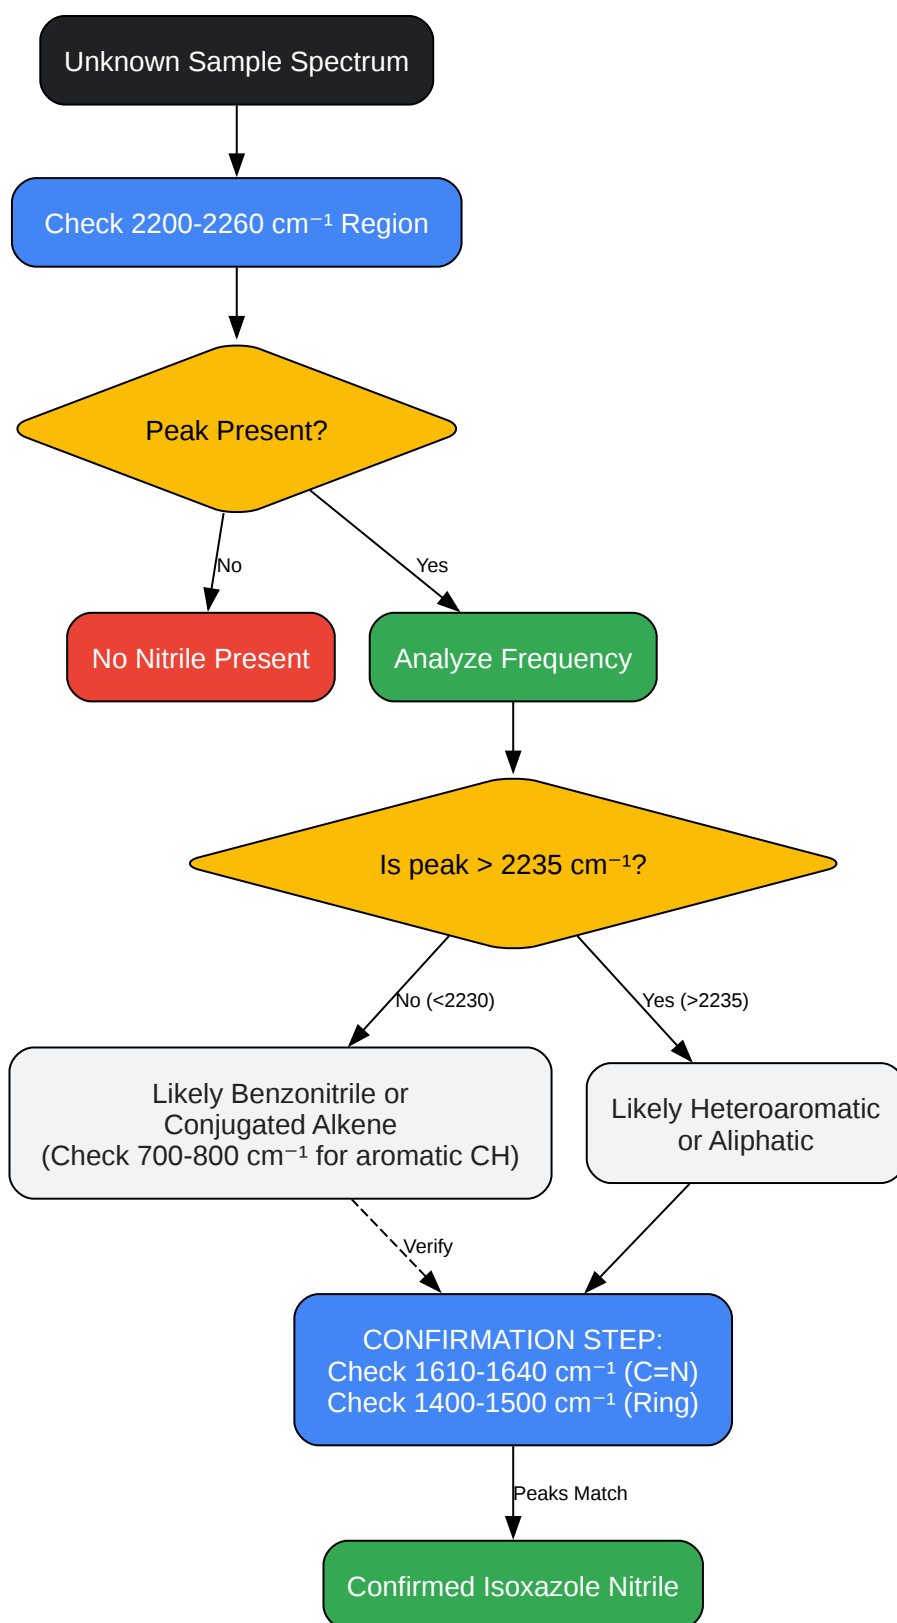 Unknown Sample Spectrum
Check 2200-2260 cm⁻¹ Region
Peak Present?
No
Yes
No Nitrile Present
Analyze Frequency
Is peak > 2235 cm⁻¹?
No (<2230)
Yes (>2235)
Likely Benzonitrile or
Conjugated Alkene
(Check 700-800 cm⁻¹ for aromatic CH)
Likely Heteroaromatic
or Aliphatic
Verify
CONFIRMATION STEP:
Check 1610-1640 cm⁻¹ (C=N)
Check 1400-1500 cm⁻¹ (Ring)
Peaks Match
Confirmed Isoxazole Nitrile